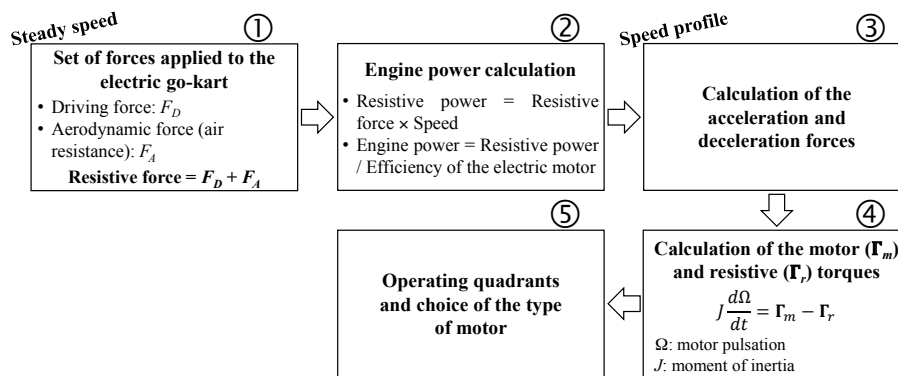 Steady speed
①
Set of forces applied to the
electric go-kart
• Driving force: F_D
• Aerodynamic force (air
resistance): F_A
Resistive force = F_D + F_A
②
Engine power calculation
• Resistive power = Resistive
force × Speed
• Engine power = Resistive power
/ Efficiency of the electric motor
Speed profile
③
Calculation of the
acceleration and
deceleration forces
④
Calculation of the motor (Γ_m)
and resistive (Γ_r) torques
J dΩ/dt = Γ_m − Γ_r
Ω: motor pulsation
J: moment of inertia
⑤
Operating quadrants
and choice of the type
of motor